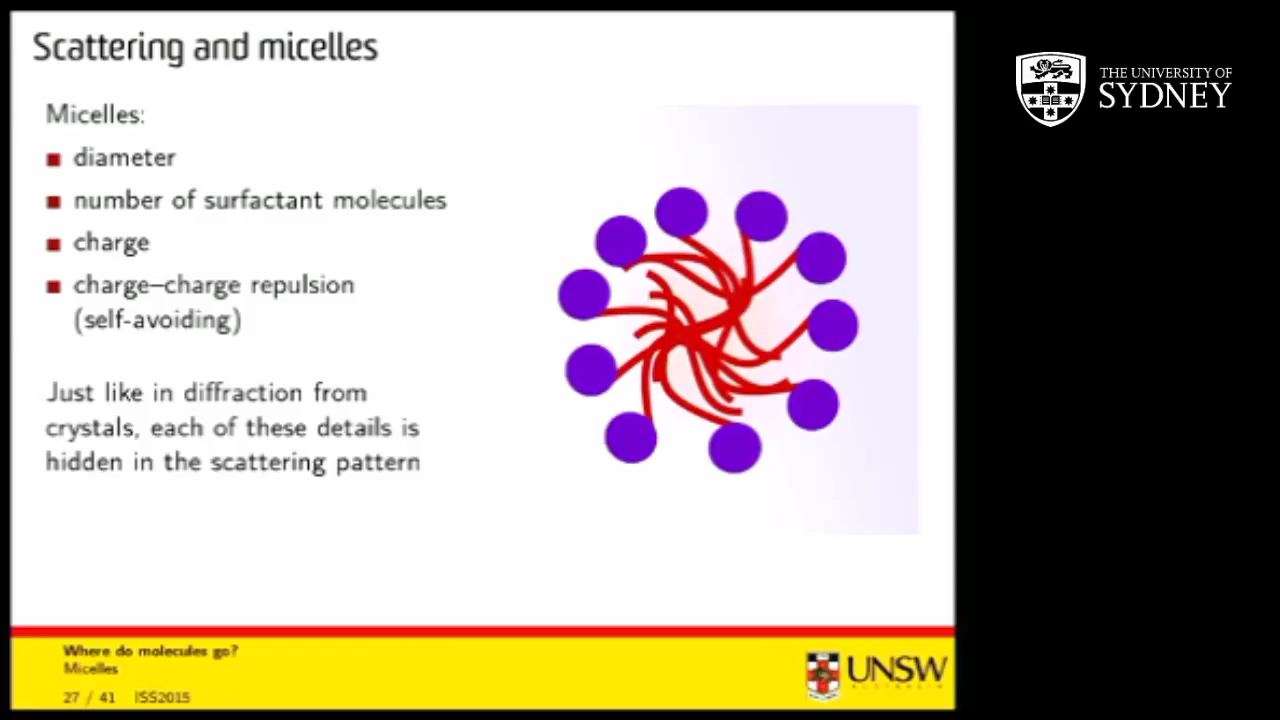 Scattering and micelles
Micelles:
diameter
number of surfactant molecules
charge
charge–charge repulsion
(self-avoiding)
Just like in diffraction from
crystals, each of these details is
hidden in the scattering pattern
Where do molecules go?
Micelles
27 / 41 ISS2015
UNSW
AUSTRALIA
THE UNIVERSITY OF
SYDNEY